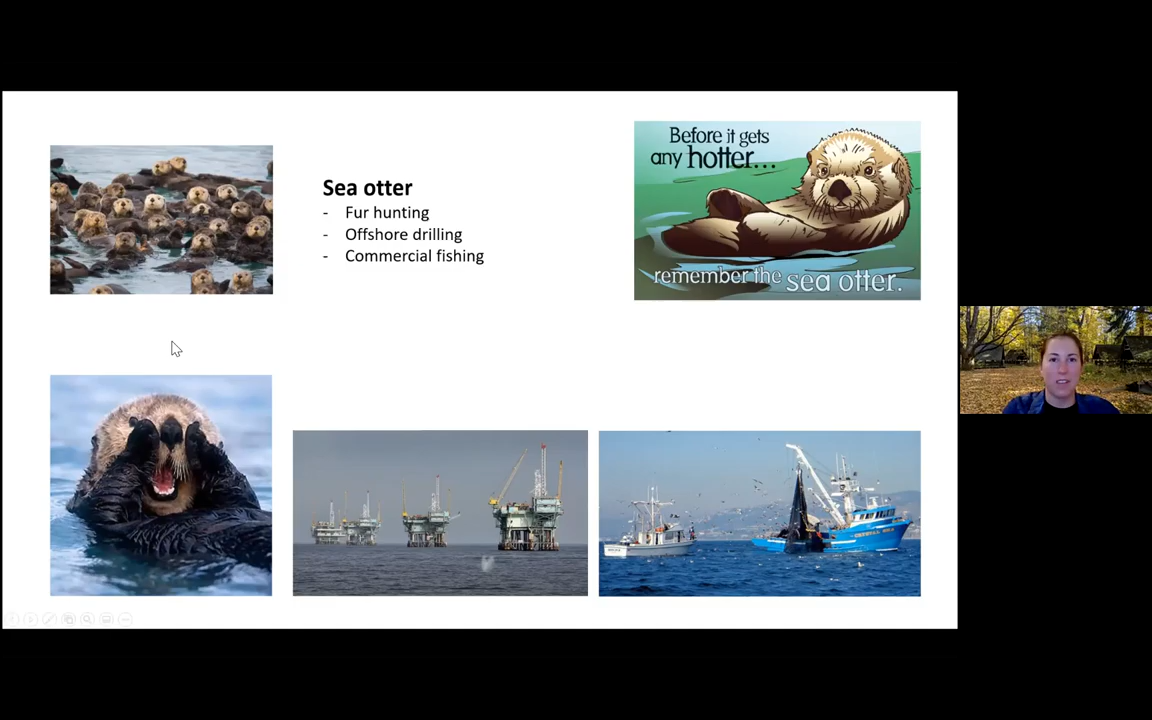 Sea otter
- Fur hunting
- Offshore drilling
- Commercial fishing
Before it gets
any hotter...
remember the sea otter.